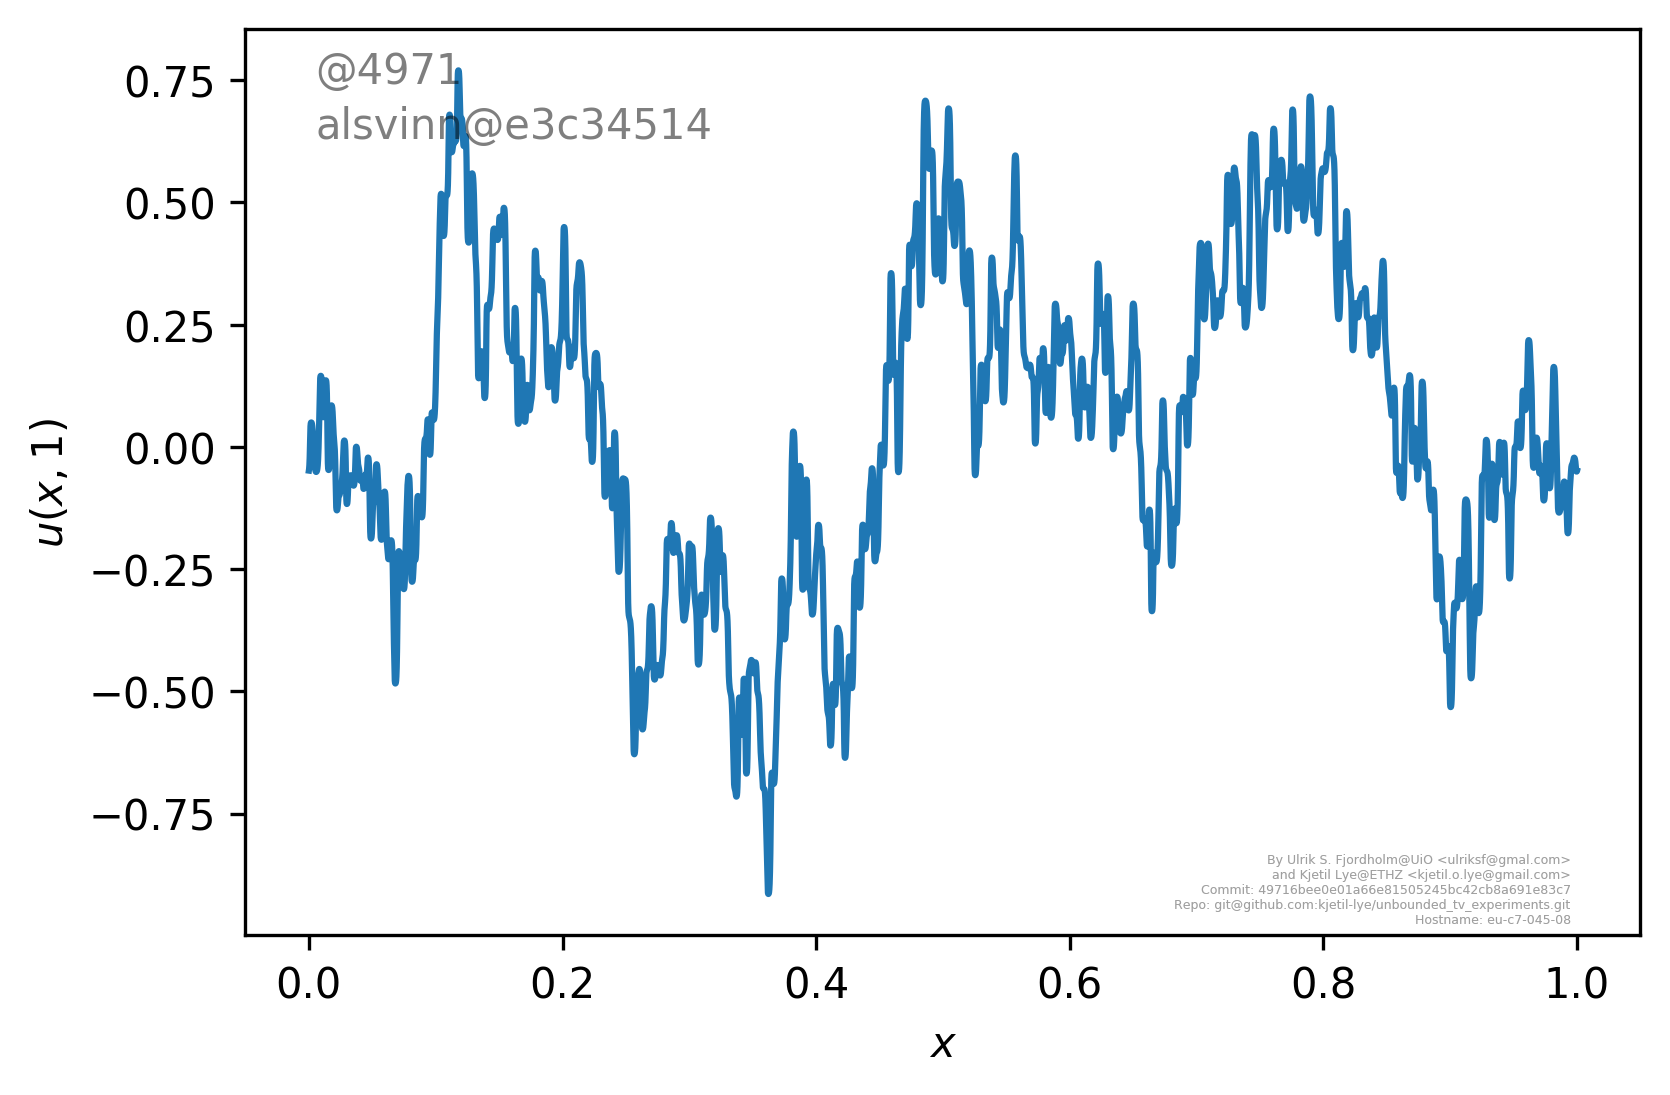 @4971
alsvinn@e3c34514
0.75
0.50
0.25
0.00
−0.25
−0.50
−0.75
u(x, 1)
By Ulrik S. Fjordholm@UiO <ulriksf@gmal.com>
and Kjetil Lye@ETHZ <kjetil.o.lye@gmail.com>
Commit: 49716bee0e01a66e81505245bc42cb8a691e83c7
Repo: git@github.com:kjetil-lye/unbounded_tv_experiments.git
Hostname: eu-c7-045-08
0.0 0.2 0.4 0.6 0.8 1.0
x